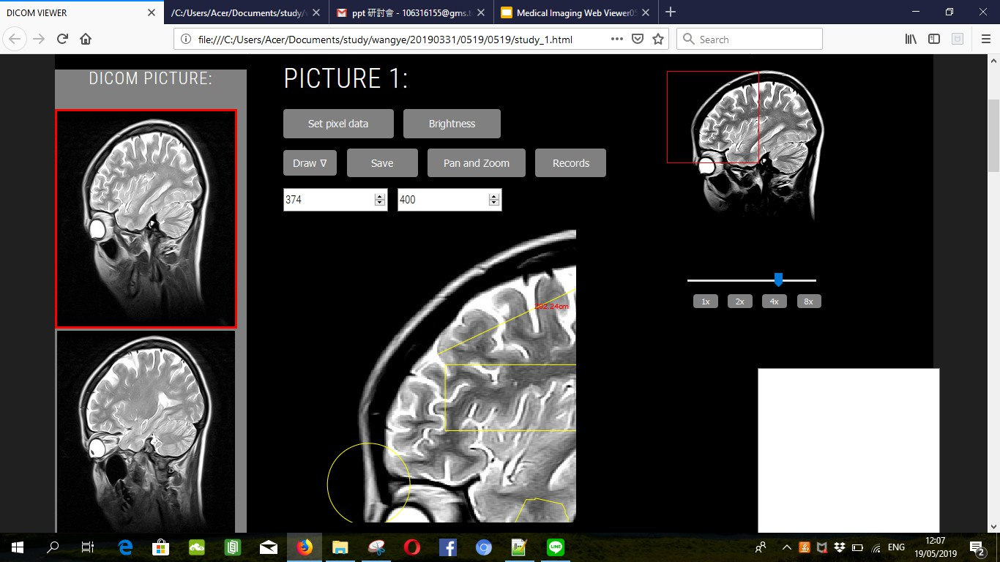 DICOM VIEWER
/C:/Users/Acer/Documents/study/
ppt 研討會 - 106316155@gms.t
Medical Imaging Web Viewer05
file:///C:/Users/Acer/Documents/study/wangye/20190331/0519/0519/study_1.html
Search
DICOM PICTURE:
PICTURE 1:
Set pixel data
Brightness
Draw ∇
Save
Pan and Zoom
Records
374
400
24cm
1x
2x
4x
8x
ENG
12:07
19/05/2019
2
LINE